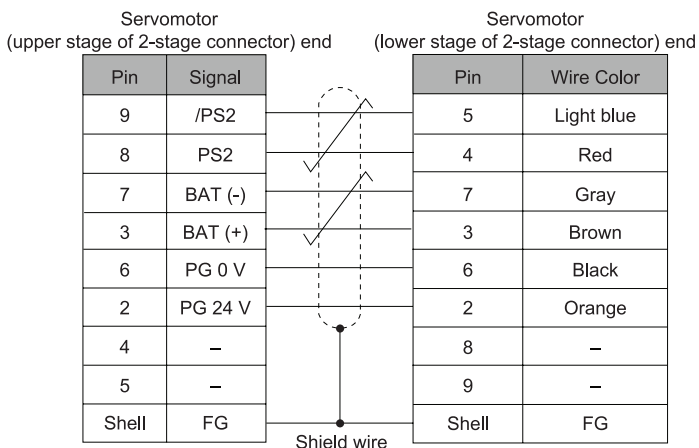 Servomotor
(upper stage of 2-stage connector) end
Servomotor
(lower stage of 2-stage connector) end
Pin Signal Pin Wire Color
9 /PS2 5 Light blue
8 PS2 4 Red
7 BAT (-) 7 Gray
3 BAT (+) 3 Brown
6 PG 0 V 6 Black
2 PG 24 V 2 Orange
4 – 8 –
5 – 9 –
Shell FG Shell FG
Shield wire